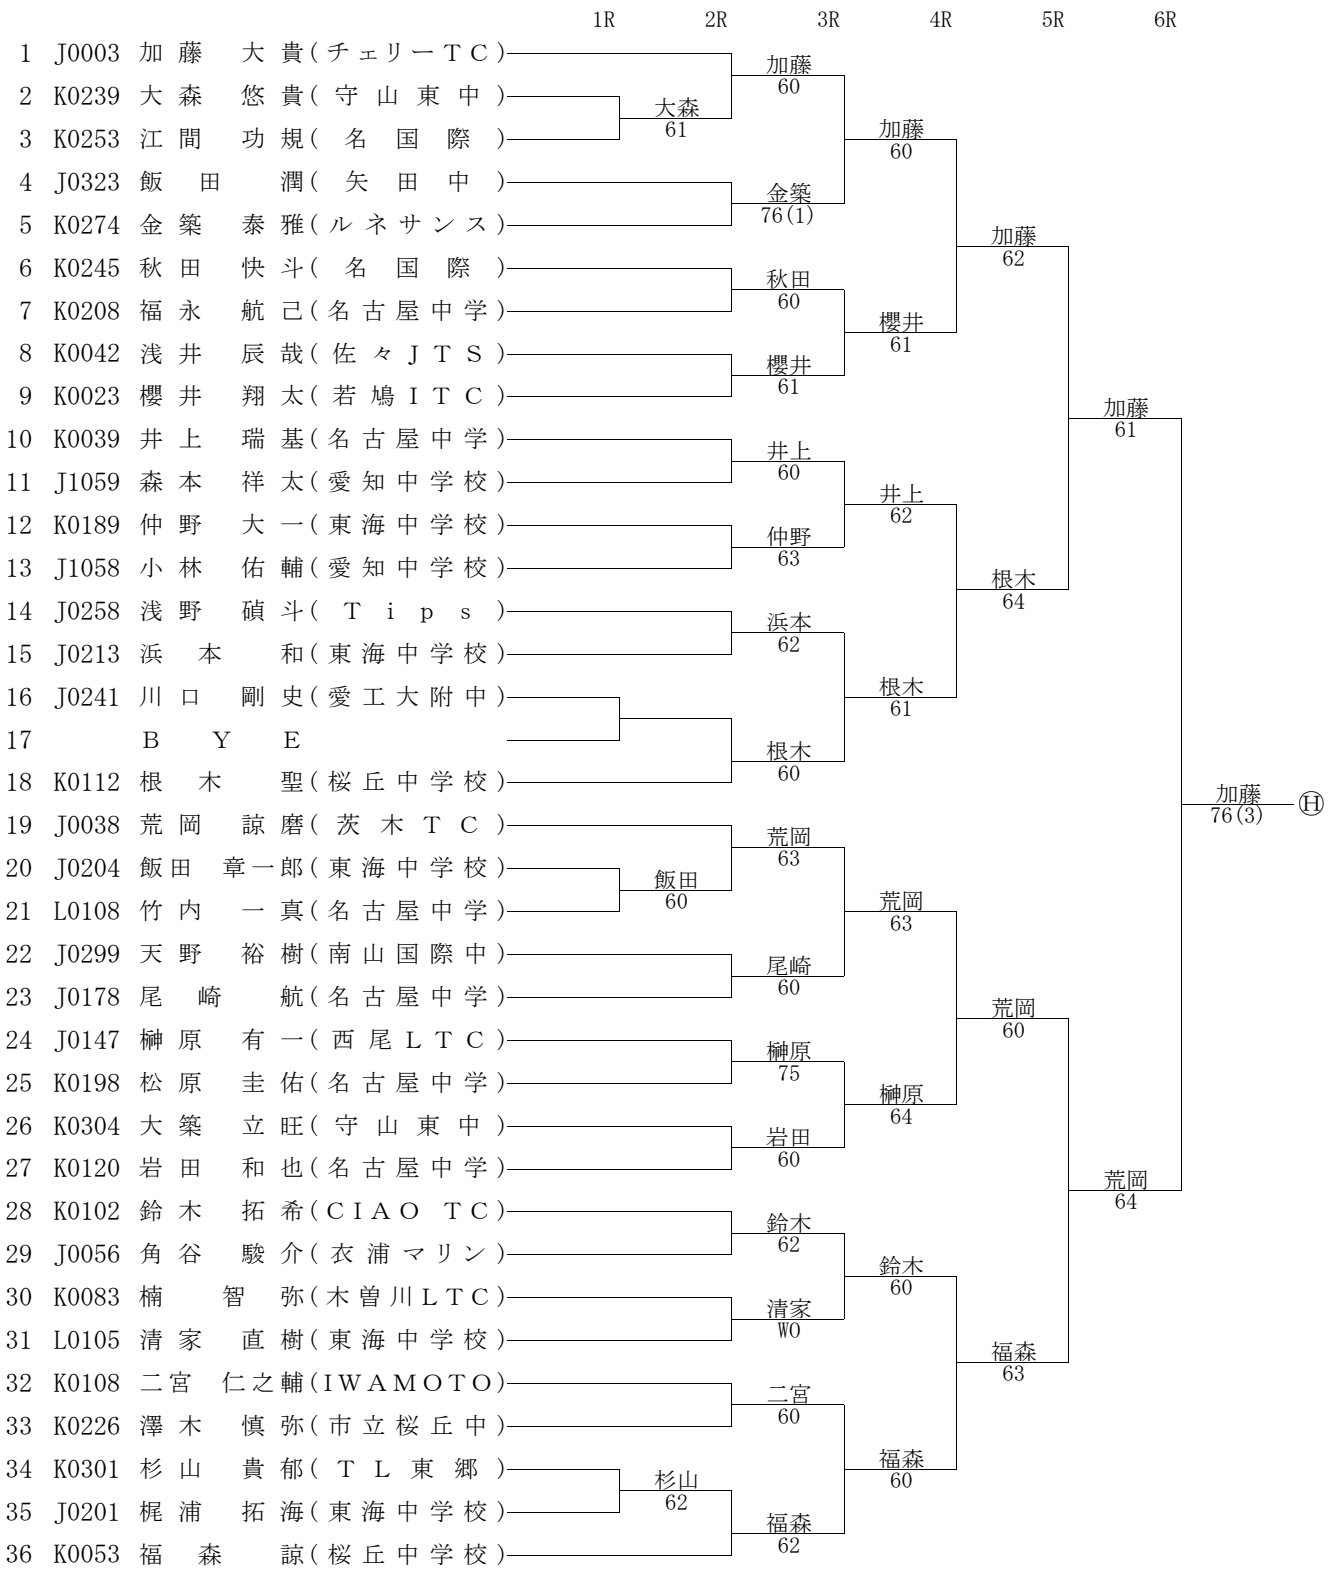 1R 2R 3R 4R 5R 6R
1 J0003 加藤 大貴(チェリーTC)
加藤
60
2 K0239 大森 悠貴(守山東中)
大森
61
3 K0253 江間 功規(名国際)
加藤
60
4 J0323 飯田 潤(矢田中)
金築
76(1)
5 K0274 金築 泰雅(ルネサンス)
加藤
62
6 K0245 秋田 快斗(名国際)
秋田
60
7 K0208 福永 航己(名古屋中学)
櫻井
61
8 K0042 浅井 辰哉(佐々JTS)
櫻井
61
9 K0023 櫻井 翔太(若鳩ITC)
加藤
61
10 K0039 井上 瑞基(名古屋中学)
井上
60
11 J1059 森本 祥太(愛知中学校)
井上
62
12 K0189 仲野 大一(東海中学校)
仲野
63
13 J1058 小林 佑輔(愛知中学校)
根木
64
14 J0258 浅野 碩斗(Tips)
浜本
62
15 J0213 浜本 和(東海中学校)
根木
61
16 J0241 川口 剛史(愛工大附中)
17 BYE
根木
60
18 K0112 根木 聖(桜丘中学校)
加藤
76(3)
Ⓗ
19 J0038 荒岡 諒磨(茨木TC)
荒岡
63
20 J0204 飯田 章一郎(東海中学校)
飯田
60
21 L0108 竹内 一真(名古屋中学)
荒岡
63
22 J0299 天野 裕樹(南山国際中)
尾崎
60
23 J0178 尾崎 航(名古屋中学)
荒岡
60
24 J0147 榊原 有一(西尾LTC)
榊原
75
25 K0198 松原 圭佑(名古屋中学)
榊原
64
26 K0304 大築 立旺(守山東中)
岩田
60
27 K0120 岩田 和也(名古屋中学)
荒岡
64
28 K0102 鈴木 拓希(CIAO TC)
鈴木
62
29 J0056 角谷 駿介(衣浦マリン)
鈴木
60
30 K0083 楠 智弥(木曽川LTC)
清家
WO
31 L0105 清家 直樹(東海中学校)
福森
63
32 K0108 二宮 仁之輔(IWAMOTO)
二宮
60
33 K0226 澤木 慎弥(市立桜丘中)
福森
60
34 K0301 杉山 貴郁(TL東郷)
杉山
62
35 J0201 梶浦 拓海(東海中学校)
福森
62
36 K0053 福森 諒(桜丘中学校)